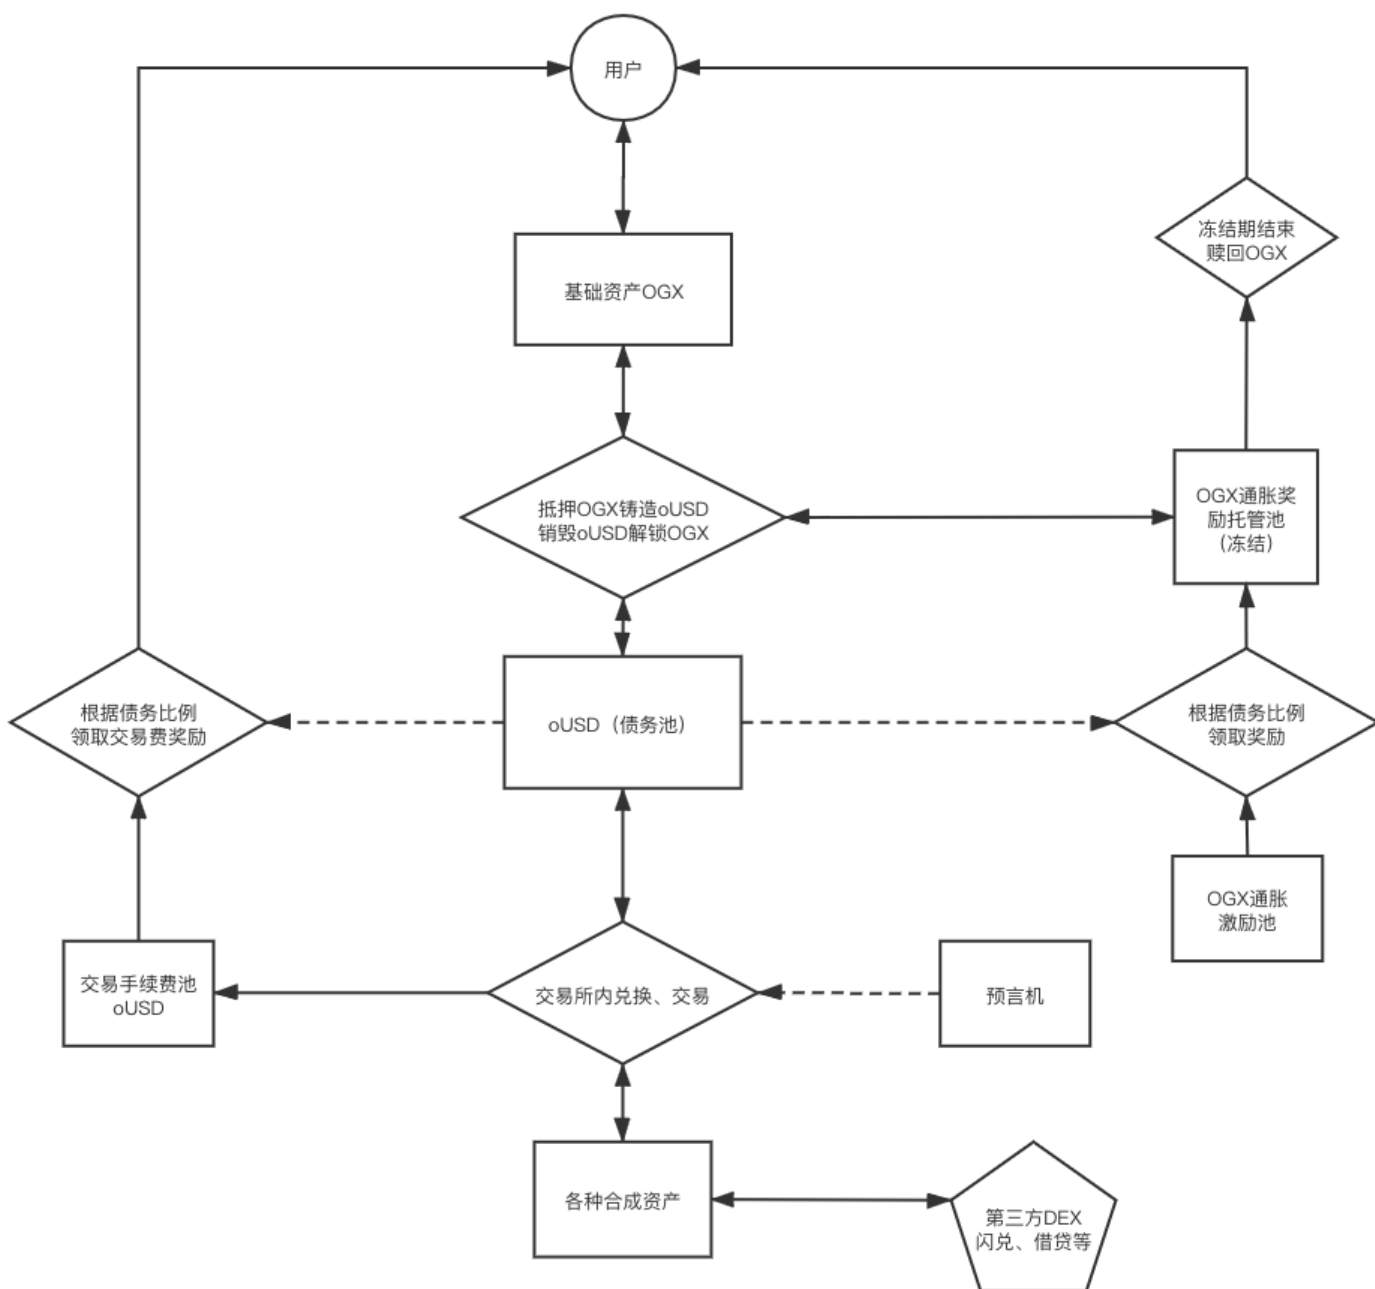 用户
冻结期结束
赎回OGX
基础资产OGX
抵押OGX铸造oUSD
销毁oUSD解锁OGX
OGX通胀奖
励托管池
（冻结）
根据债务比例
领取交易费奖励
oUSD（债务池）
根据债务比例
领取奖励
OGX通胀
激励池
交易手续费池
oUSD
交易所内兑换、交易
预言机
各种合成资产
第三方DEX
闪兑、借贷等